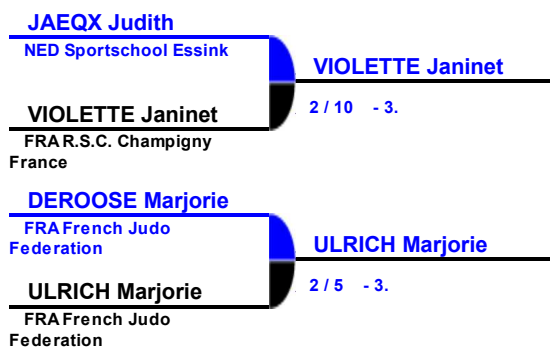 JAEQX Judith
NED Sportschool Essink
VIOLETTE Janinet
2 / 10 - 3.
VIOLETTE Janinet
FRA R.S.C. Champigny
France
DEROOSE Marjorie
FRA French Judo
Federation
ULRICH Marjorie
2 / 5 - 3.
ULRICH Marjorie
FRA French Judo
Federation